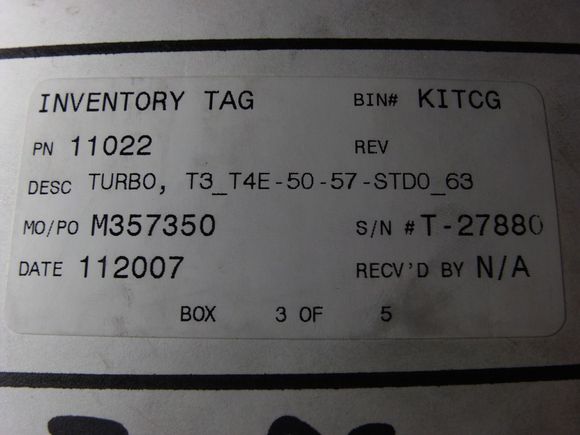 INVENTORY TAG BIN# KITCG
PN 11022 REV
DESC TURBO, T3_T4E-50-57-STD0_63
MO/PO M357350 S/N # T-27880
DATE 112007 RECV'D BY N/A
BOX 3 OF 5